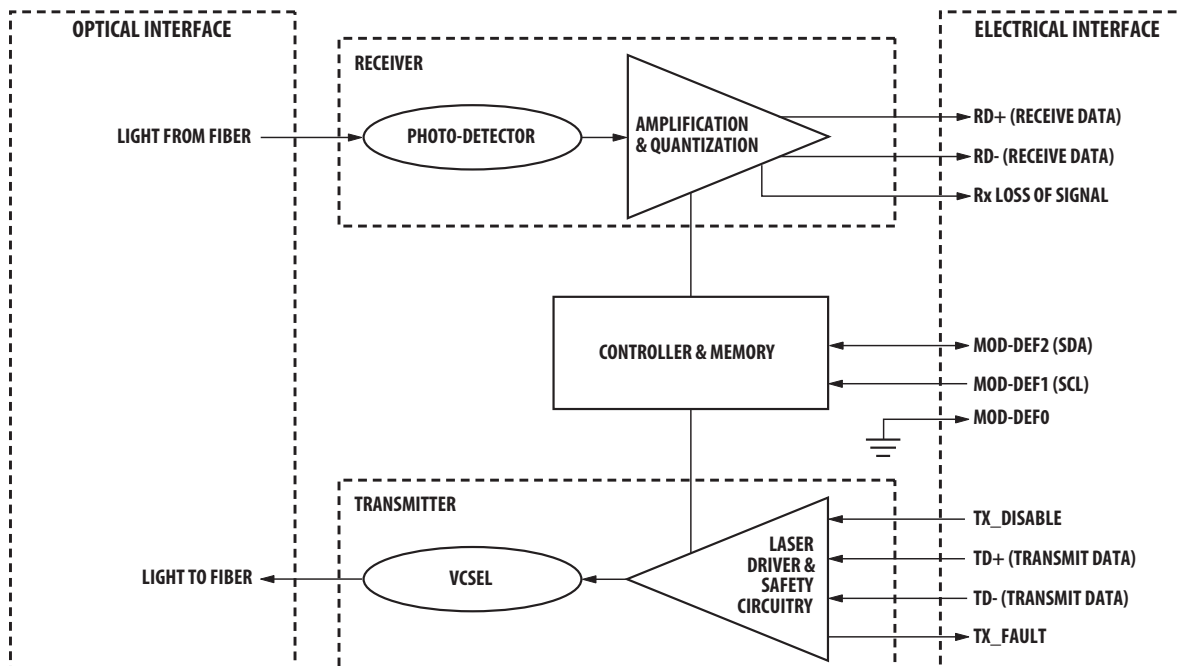 OPTICAL INTERFACE
ELECTRICAL INTERFACE
RECEIVER
LIGHT FROM FIBER
PHOTO-DETECTOR
AMPLIFICATION
& QUANTIZATION
RD+ (RECEIVE DATA)
RD- (RECEIVE DATA)
Rx LOSS OF SIGNAL
CONTROLLER & MEMORY
MOD-DEF2 (SDA)
MOD-DEF1 (SCL)
MOD-DEF0
TRANSMITTER
LIGHT TO FIBER
VCSEL
LASER
DRIVER &
SAFETY
CIRCUITRY
TX_DISABLE
TD+ (TRANSMIT DATA)
TD- (TRANSMIT DATA)
TX_FAULT